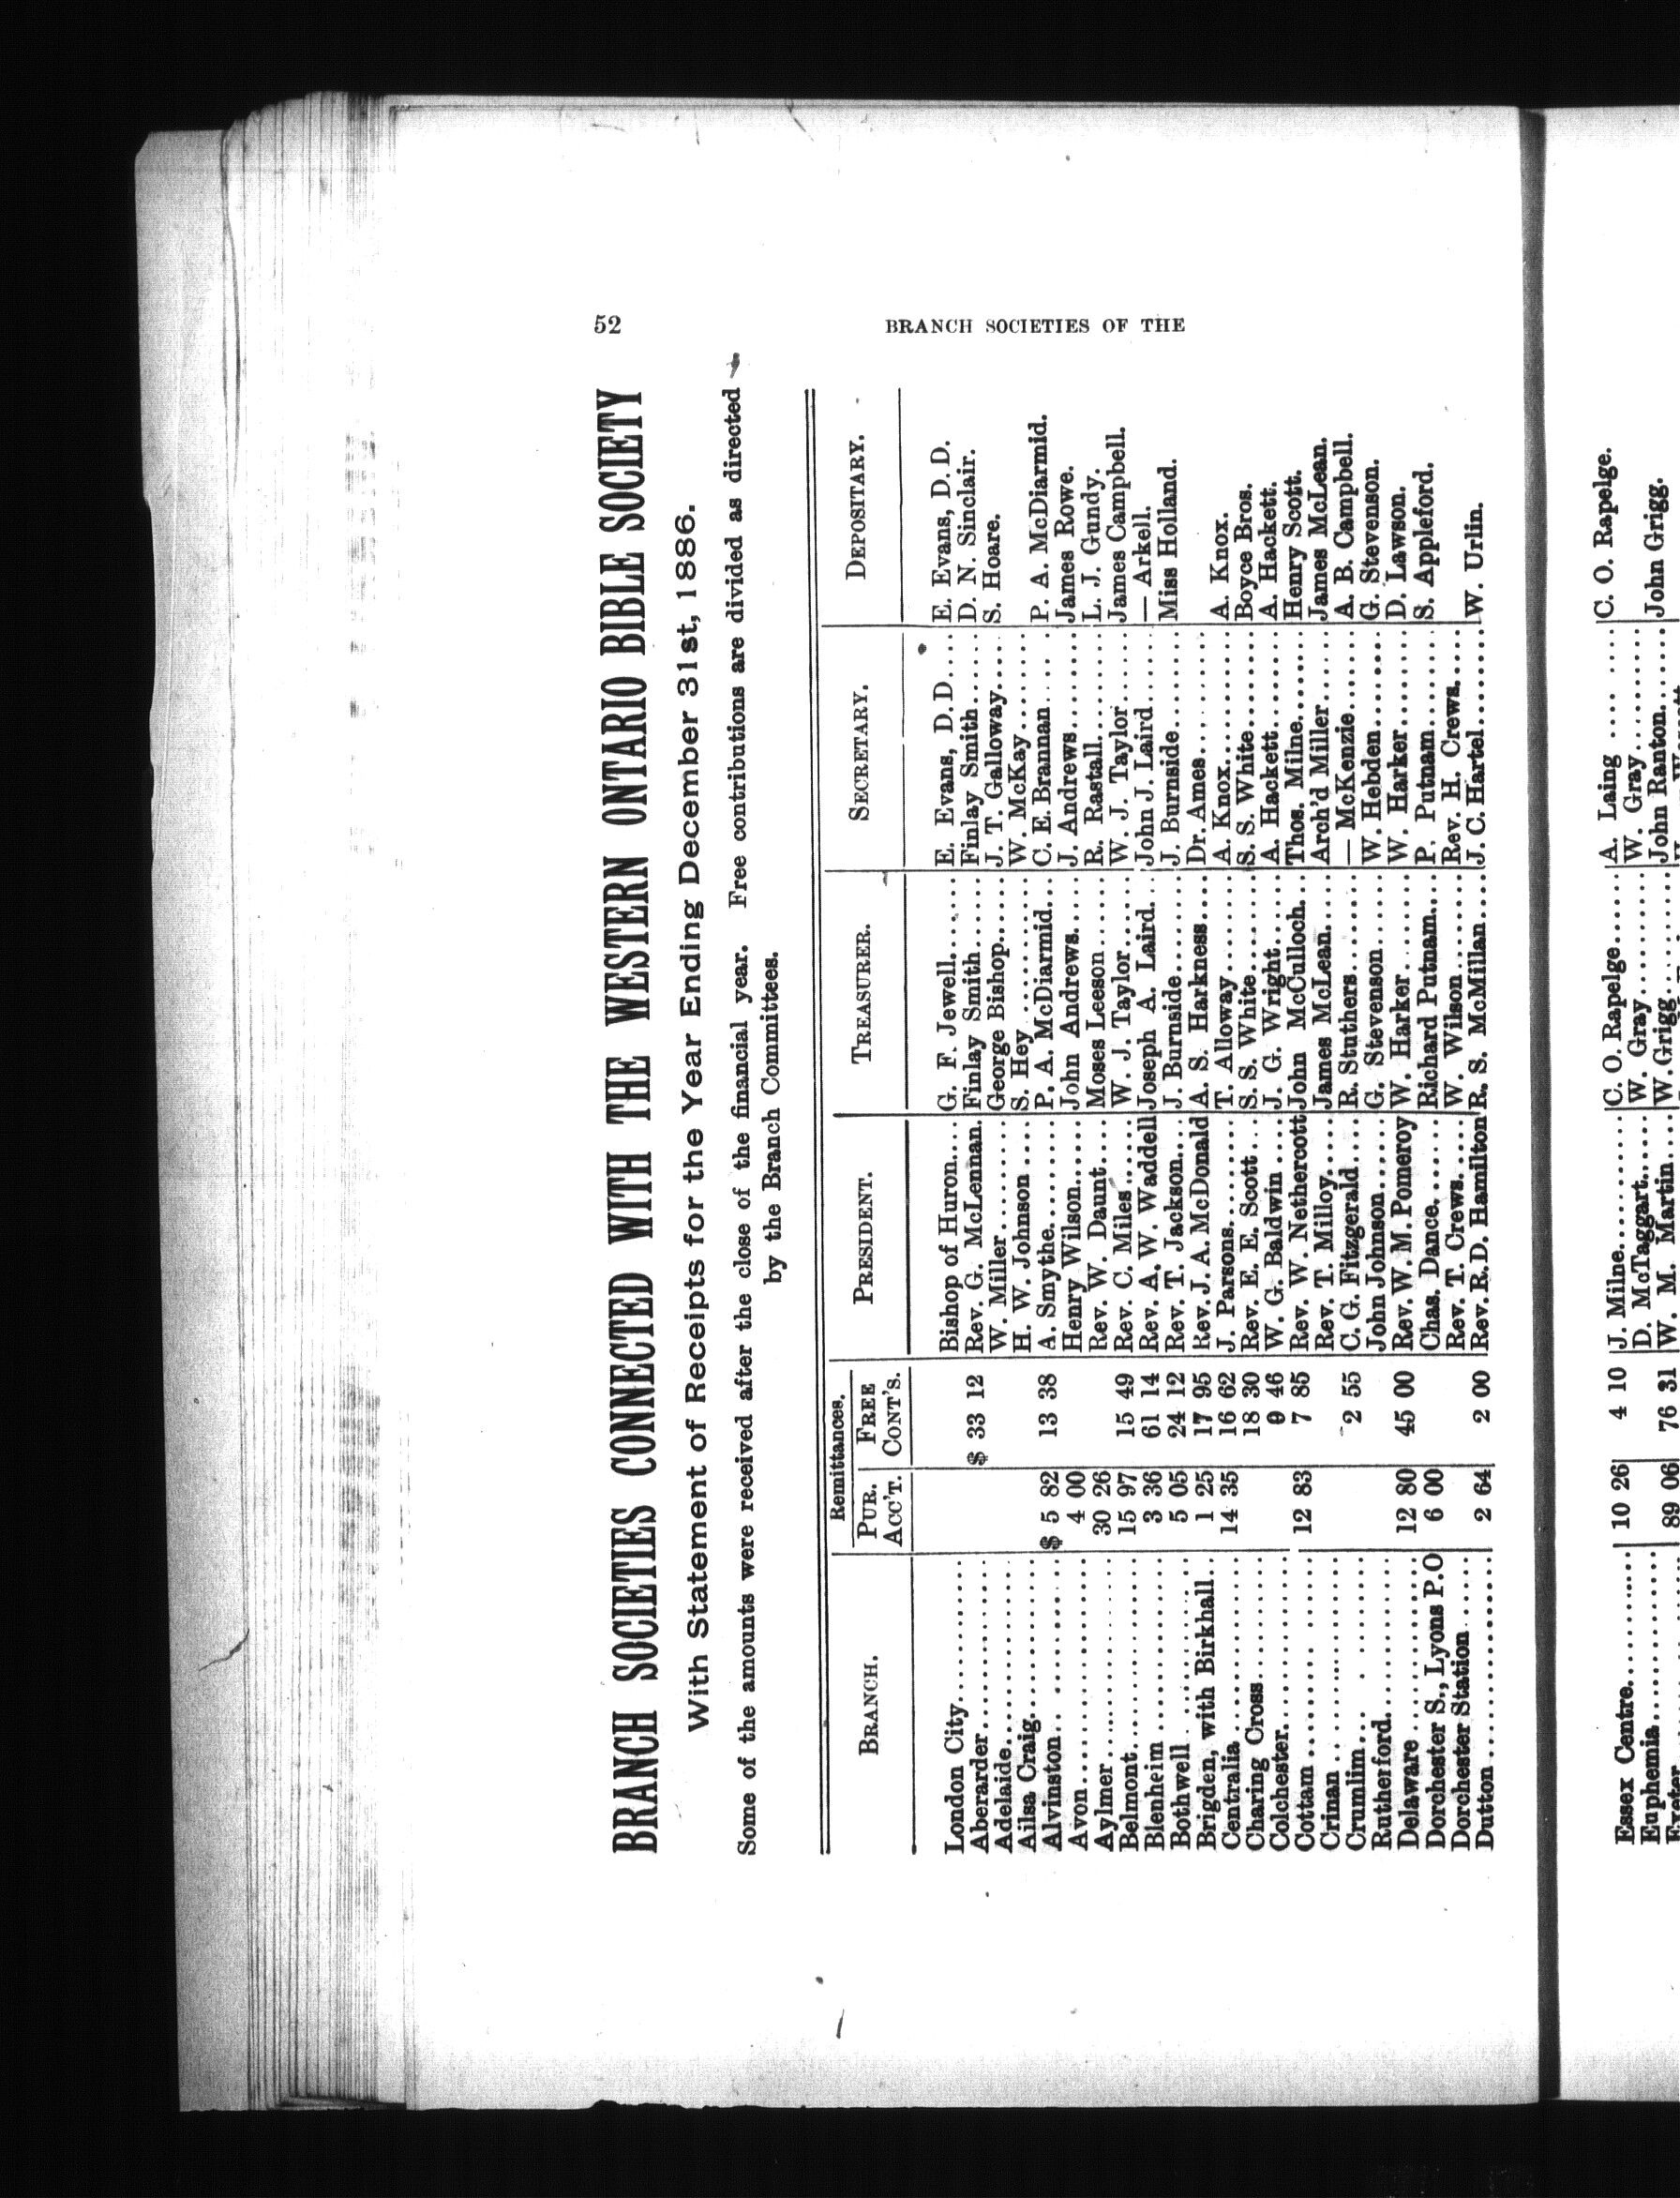 52 BRANCH SOCIETIES OF THE
BRANCH SOCIETIES CONNECTED WITH THE WESTERN ONTARIO BIBLE SOCIETY
With Statement of Receipts for the Year Ending December 31st, 1886.
Some of the amounts were received after the close of the financial year. Free contributions are divided as directed
by the Branch Committees.
Remittances.
BRANCH. PUR. ACC'T. FREE CONT'S. PRESIDENT. TREASURER. SECRETARY. DEPOSITARY.
London City............ Bishop of Huron.... G. F. Jewell...... E. Evans, D.D.... E. Evans, D.D.
Aberarder............ $ 33 12 Rev. G. McLennan. Finlay Smith...... Finlay Smith...... D. N. Sinclair.
Adelaide............ W. Miller.......... George Bishop...... J. T. Galloway.... S. Hoare.
Ailsa Craig............ H. W. Johnson .... S. Hey .......... W. McKay........
Alvinston .......... $ 5 82 13 38 A. Smythe.......... P. A. McDiarmid... C. E. Brannan .... P. A. McDiarmid.
Avon............ 4 00 Henry Wilson...... John Andrews.... J. Andrews........ James Rowe.
Aylmer............ 30 26 Rev. W. Daunt.... Moses Leeson ...... R. Rastall........ L. J. Gundy.
Belmont............ 15 97 15 49 Rev. C. Miles...... W. J. Taylor...... W. J. Taylor...... James Campbell.
Blenheim ............ 3 36 61 14 Rev. A. W. Waddell Joseph A. Laird... John J. Laird...... — Arkell.
Bothwell ............ 5 05 24 12 Rev. T. Jackson... J. Burnside........ J. Burnside........ Miss Holland.
Brigden, with Birkhall.. 1 25 17 95 Rev. J. A. McDonald A. S. Harkness .... Dr. Ames..........
Centralia ............ 14 35 16 62 J. Parsons.......... T. Alloway........ A. Knox.......... A. Knox.
Charing Cross.......... 18 30 Rev. E. E. Scott ... S. S. White........ S. S. White........ Boyce Bros.
Colchester............ 9 46 W. G. Baldwin .... J. G. Wright...... A. Hackett........ A. Hackett.
Cottam ............ 12 83 7 85 Rev. W. Nethercott John McCulloch... Thos. Milne........ Henry Scott.
Crinan ............ Rev. T. Milloy..... James McLean.... Arch'd Miller...... James McLean.
Crumlin ............ 2 55 C. G. Fitzgerald.... R. Stuthers........ — McKenzie...... A. B. Campbell.
Rutherford............ John Johnson...... G. Stevenson...... W. Hebden........ G. Stevenson.
Delaware ............ 12 80 45 00 Rev. W. M. Pomeroy W. Harker........ W. Harker........ D. Lawson.
Dorchester S., Lyons P.O 6 00 Chas. Dance........ Richard Putnam... P. Putnam........ S. Appleford.
Dorchester Station ...... Rev. T. Crews..... W. Wilson........ Rev. H. Crews.....
Dutton ............ 2 64 2 00 Rev. R. D. Hamilton R. S. McMillan .... J. C. Hartel........ W. Urlin.
Essex Centre............ 10 26 4 10 J. Milne............ C. O. Rapelge...... A. Laing .... .... C. O. Rapelge.
Euphemia............ D. McTaggart...... W. Gray.......... W. Gray..........
89 06 76 31 W. M. Martin.... W. Grigg.......... John Ranton...... John Grigg.